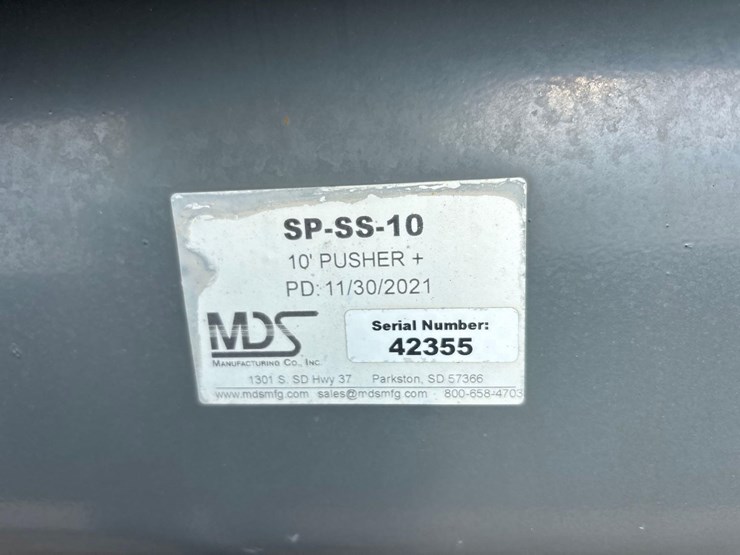 SP-SS-10
10' PUSHER +
PD: 11/30/2021
MDS
MANUFACTURING CO., INC.
Serial Number:
42355
1301 S. SD Hwy 37 Parkston, SD 57366
www.mdsmfg.com sales@mdsmfg.com 800-658-4703